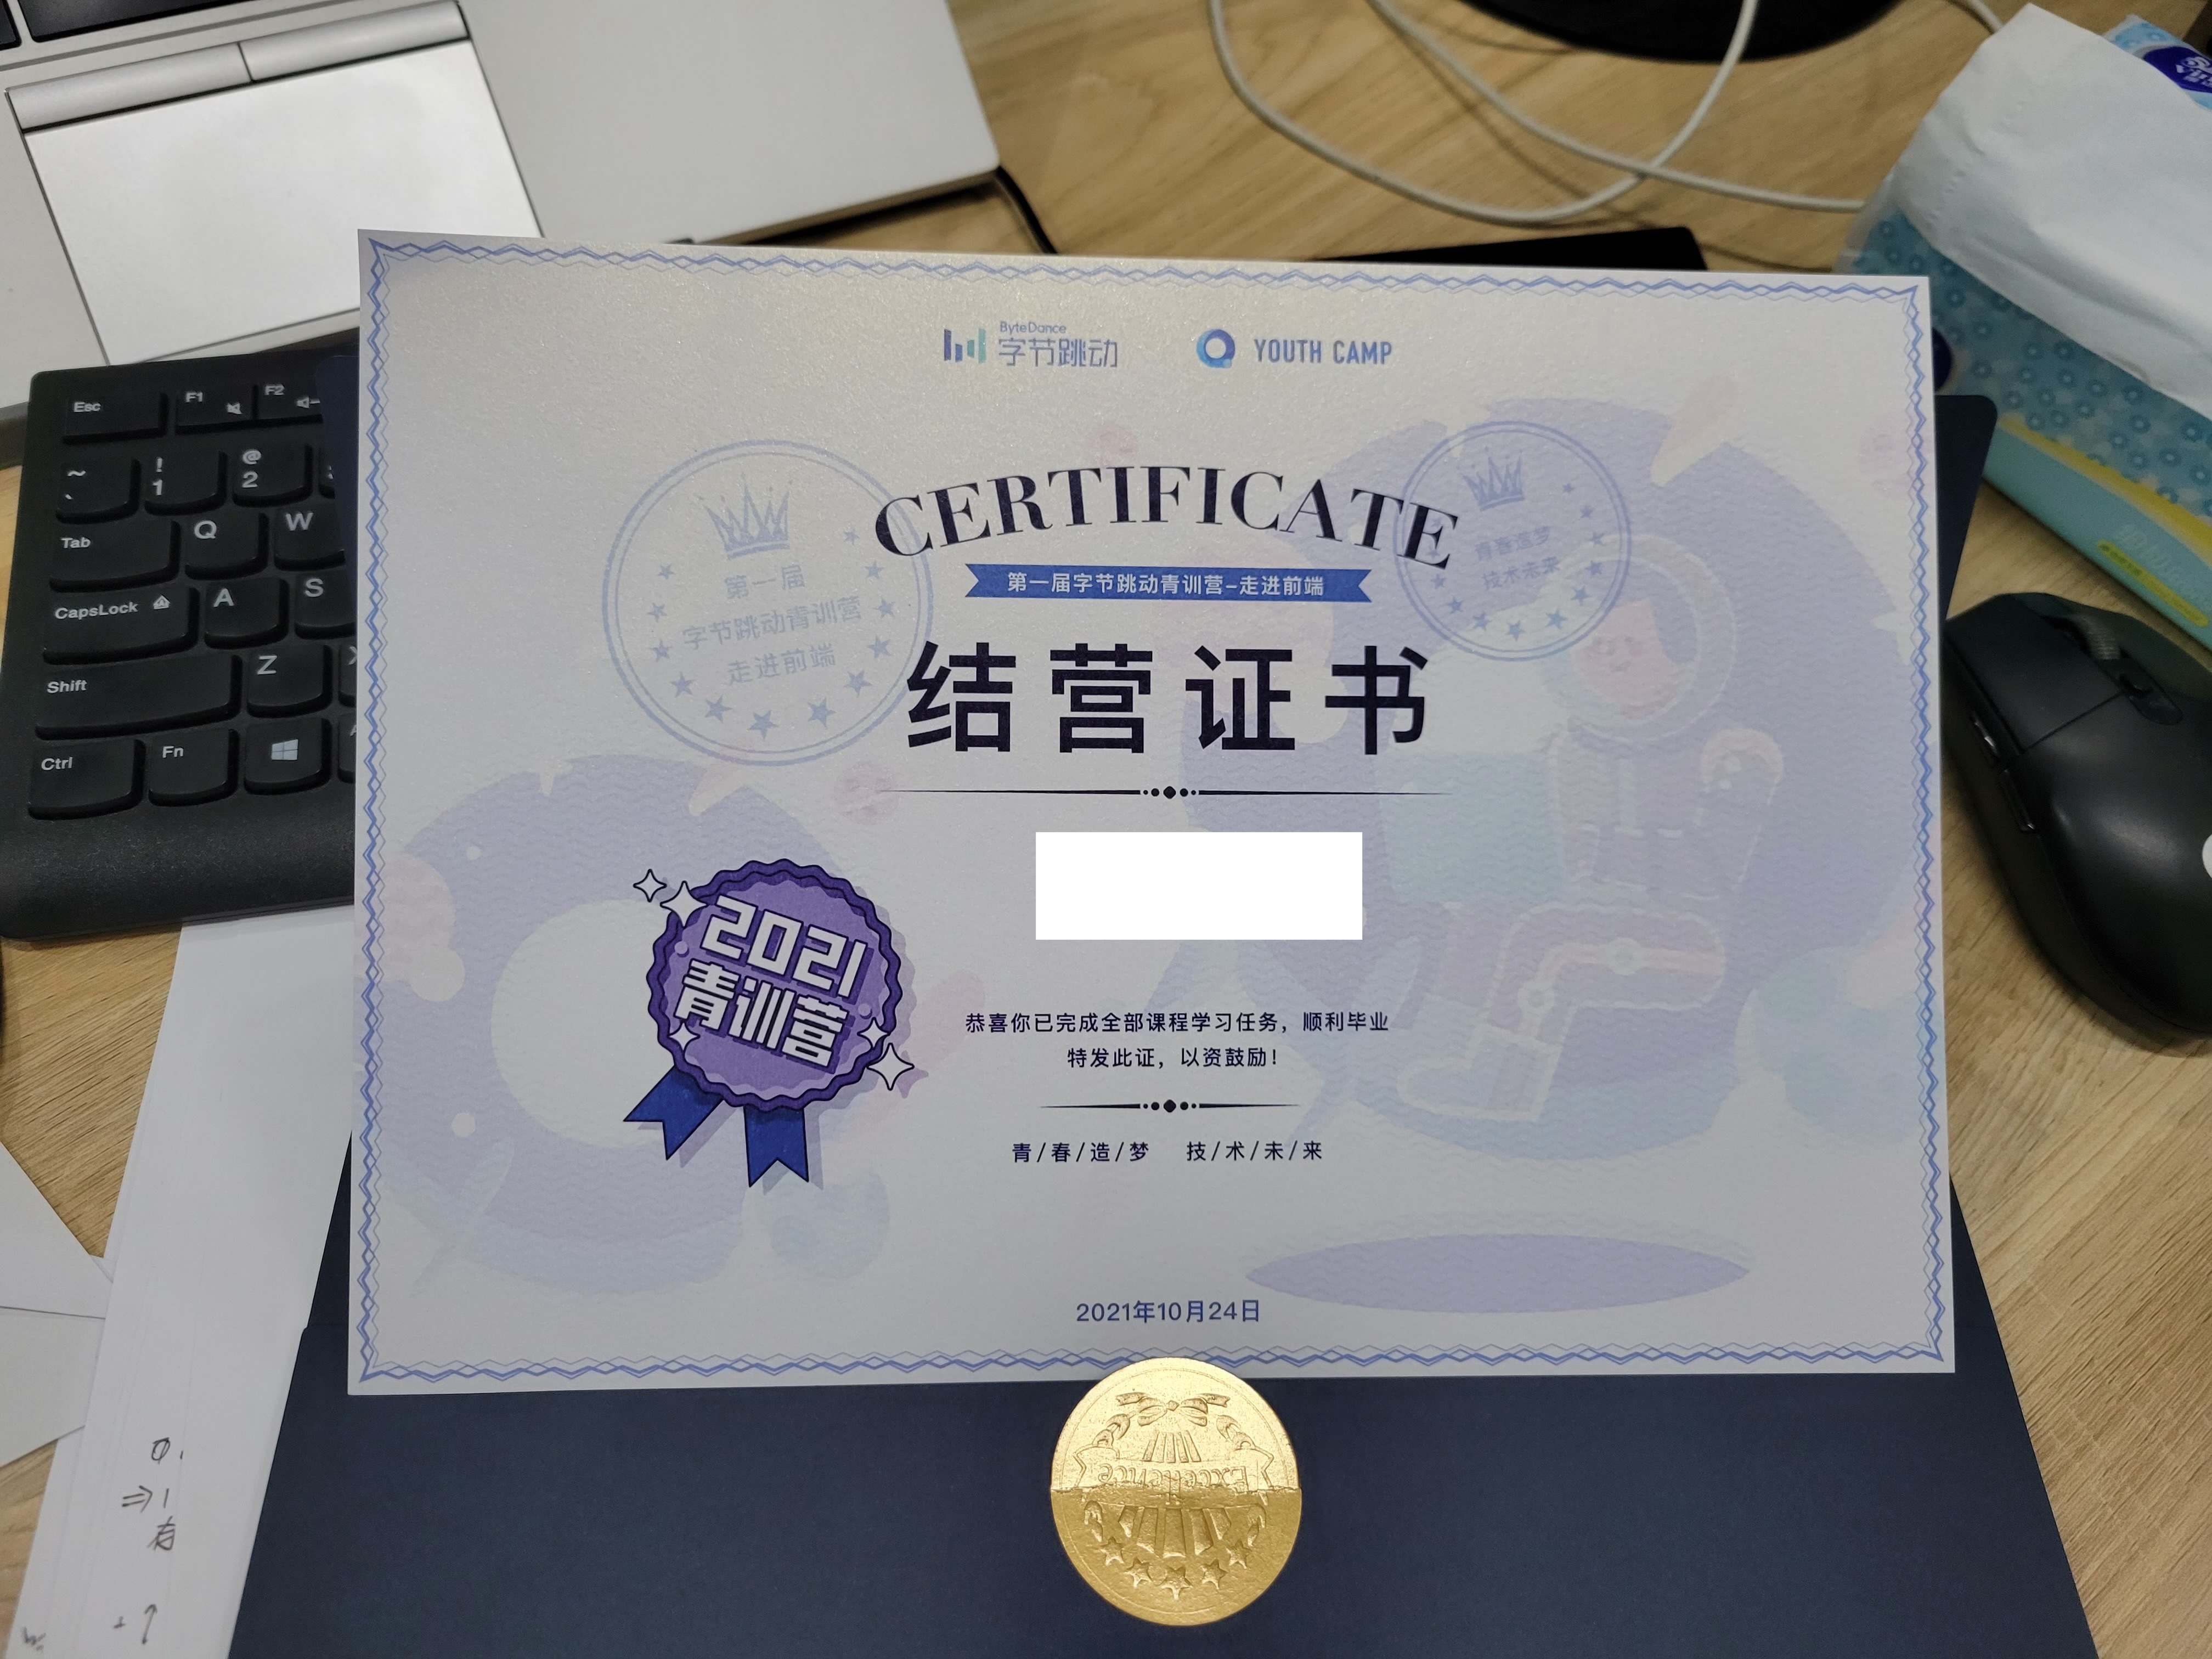 ByteDance
字节跳动
YOUTH CAMP
CERTIFICATE
第一届字节跳动青训营-走进前端
第一届
字节跳动青训营
走进前端
青春造梦
技术未来
结营证书
2021
青训营
恭喜你已完成全部课程学习任务，顺利毕业
特发此证，以资鼓励！
青/春/造/梦 技/术/未/来
2021年10月24日
Excellence
Esc
F1
F2
~
`
!
1
@
2
Tab
Q
W
CapsLock
A
S
Shift
Z
X
Ctrl
Fn
有